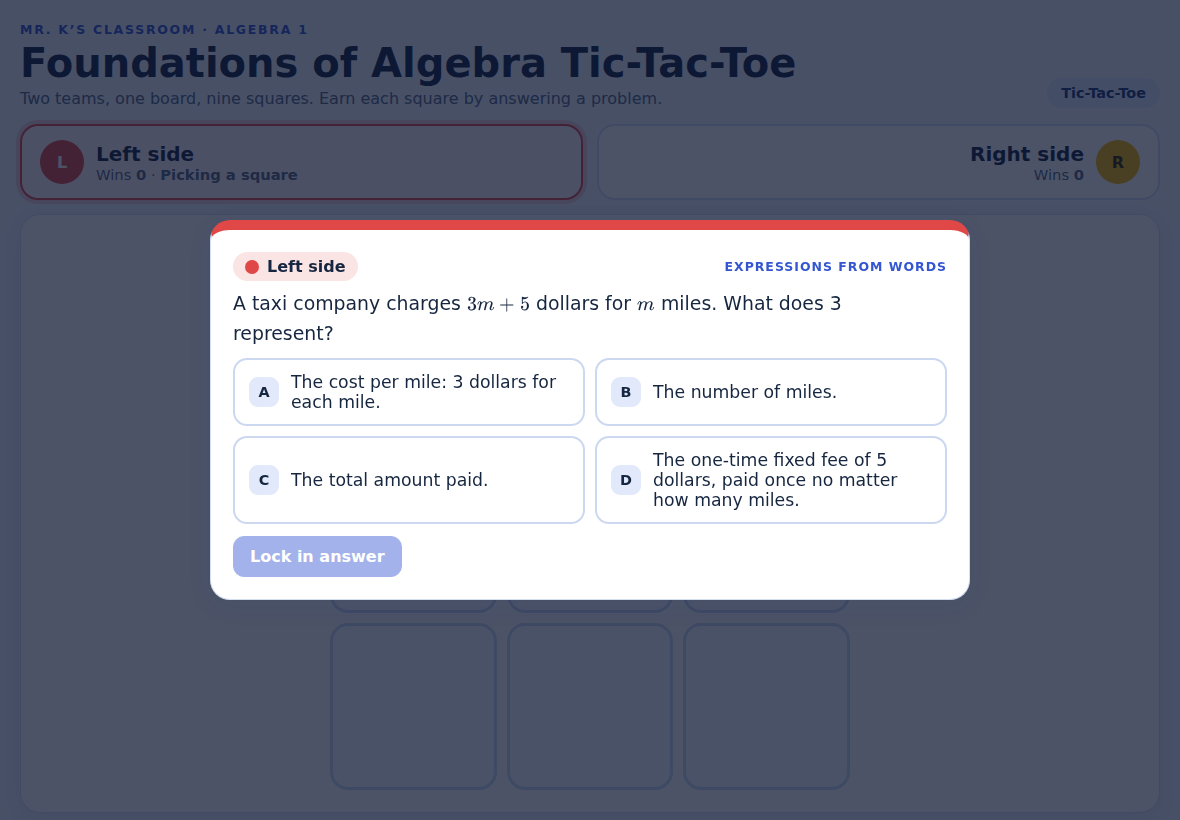 MR. K'S CLASSROOM · ALGEBRA 1
Foundations of Algebra Tic-Tac-Toe
Two teams, one board, nine squares. Earn each square by answering a problem.
Tic-Tac-Toe
L
Left side
Wins 0 · Picking a square
Right side
Wins 0
R
Left side
EXPRESSIONS FROM WORDS
A taxi company charges 3m + 5 dollars for m miles. What does 3
represent?
A
The cost per mile: 3 dollars for
each mile.
B
The number of miles.
C
The total amount paid.
D
The one-time fixed fee of 5
dollars, paid once no matter
how many miles.
Lock in answer